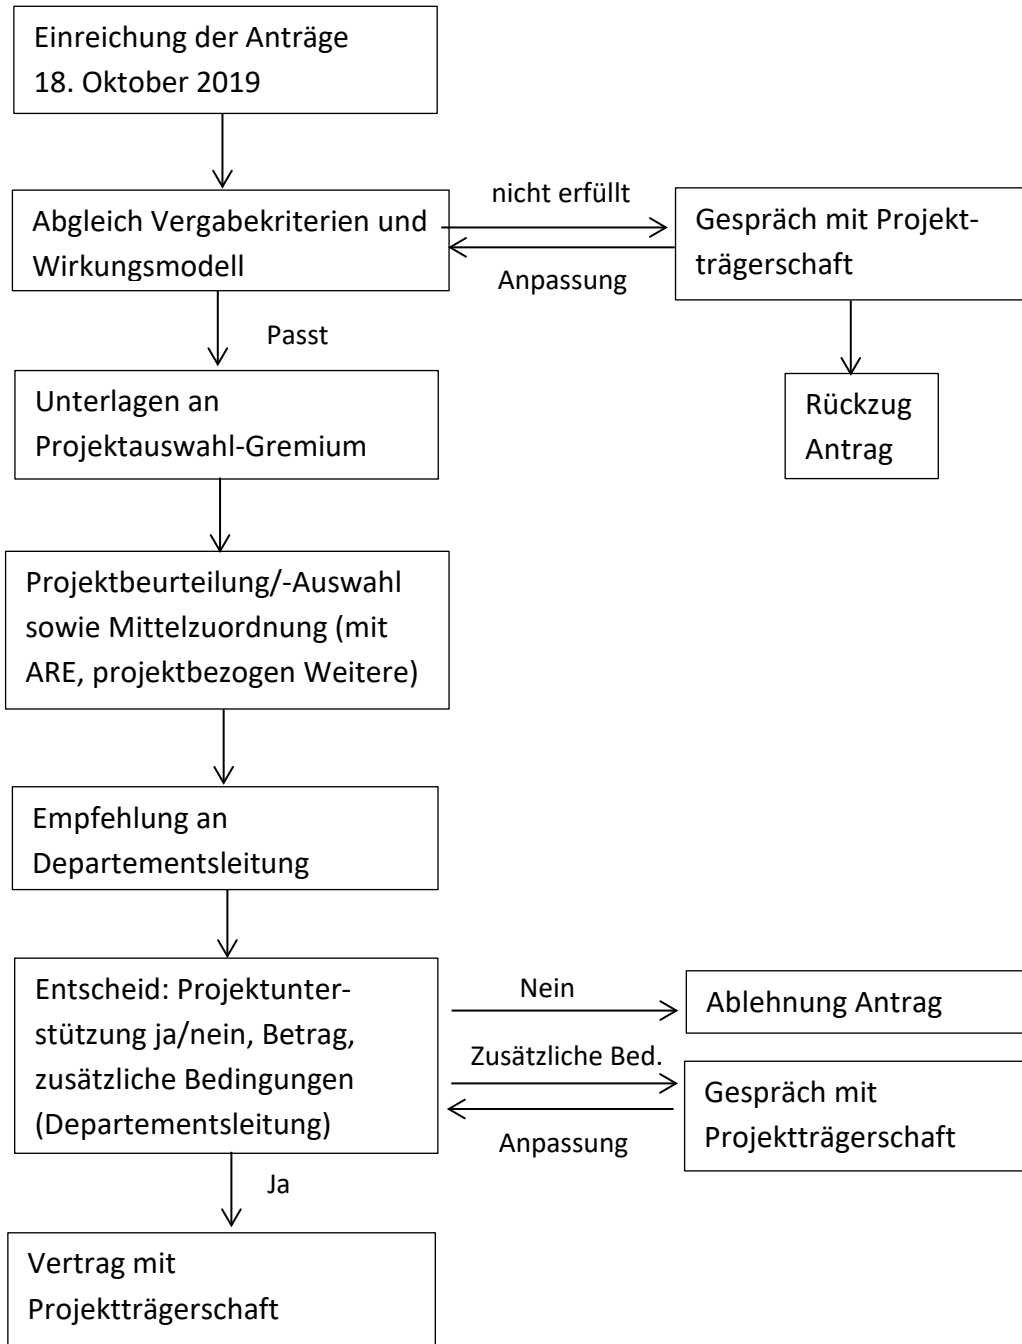 Einreichung der Anträge
18. Oktober 2019
Abgleich Vergabekriterien und
Wirkungsmodell
nicht erfüllt
Anpassung
Gespräch mit Projekt-
trägerschaft
Passt
Rückzug
Antrag
Unterlagen an
Projektauswahl-Gremium
Projektbeurteilung/-Auswahl
sowie Mittelzuordnung (mit
ARE, projektbezogen Weitere)
Empfehlung an
Departementsleitung
Entscheid: Projektunter-
stützung ja/nein, Betrag,
zusätzliche Bedingungen
(Departementsleitung)
Nein
Ablehnung Antrag
Zusätzliche Bed.
Anpassung
Gespräch mit
Projektträgerschaft
Ja
Vertrag mit
Projektträgerschaft